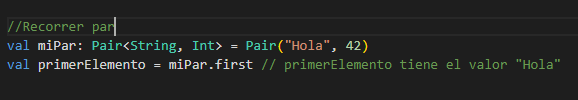 //Recorrer par
val miPar: Pair<String, Int> = Pair("Hola", 42)
val primerElemento = miPar.first // primerElemento tiene el valor "Hola"